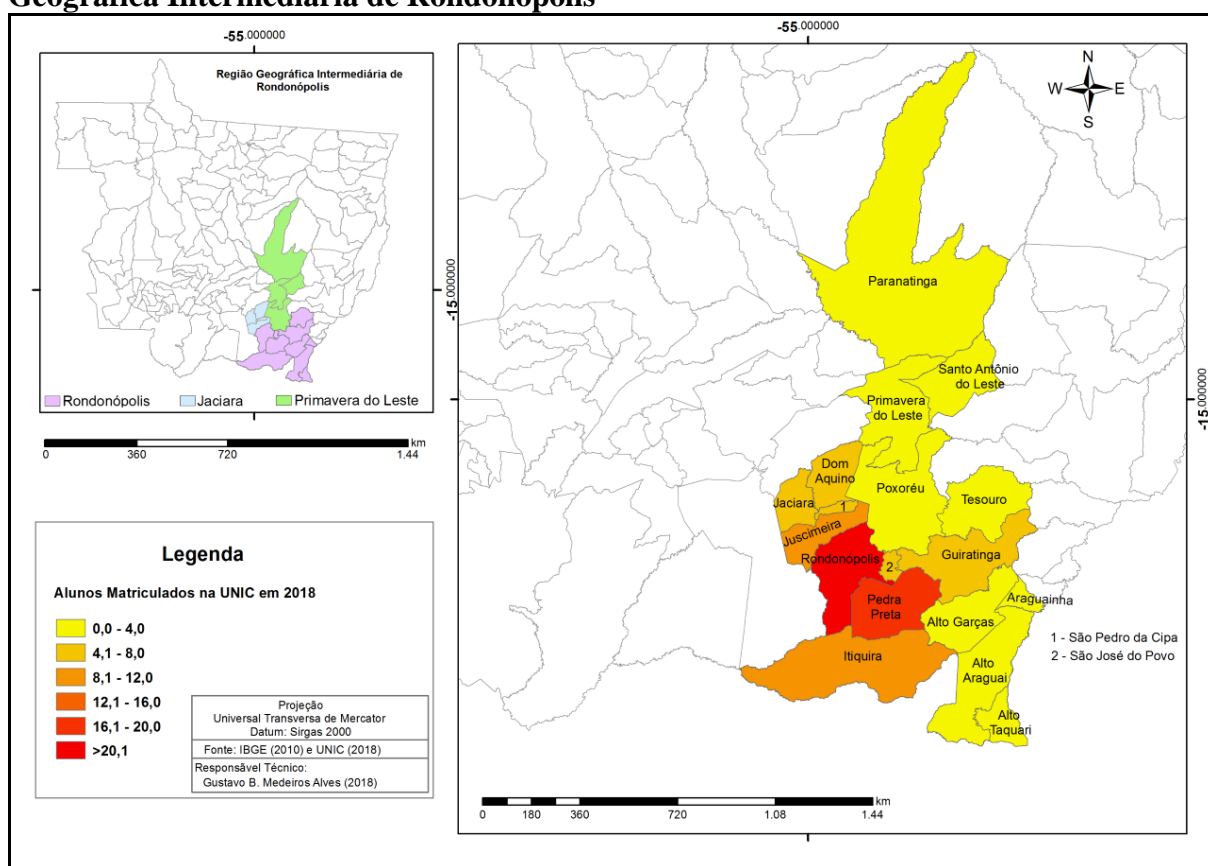 Geográfica Intermediária de Rondonópolis
-55,000000
Região Geográfica Intermediária de
Rondonópolis
-15,000000
Rondonópolis
Jaciara
Primavera do Leste
km
0 360 720 1.44
Legenda
Alunos Matriculados na UNIC em 2018
0,0 - 4,0
4,1 - 8,0
8,1 - 12,0
12,1 - 16,0
16,1 - 20,0
>20,1
Projeção
Universal Transversa de Mercator
Datum: Sirgas 2000
Fonte: IBGE (2010) e UNIC (2018)
Responsável Técnico:
Gustavo B. Medeiros Alves (2018)
-55,000000
N
W E
S
Paranatinga
Santo Antônio
do Leste
Primavera
do Leste
-15,000000
Dom
Aquino
Poxoréu
Tesouro
Jaciara
1
Juscimeira
Rondonópolis
2
Guiratinga
Pedra
Preta
Araguainha
Alto Garças
1 - São Pedro da Cipa
2 - São José do Povo
Itiquira
Alto
Araguai
Alto
Taquari
km
0 180 360 720 1.08 1.44
-55,000000
-55,000000